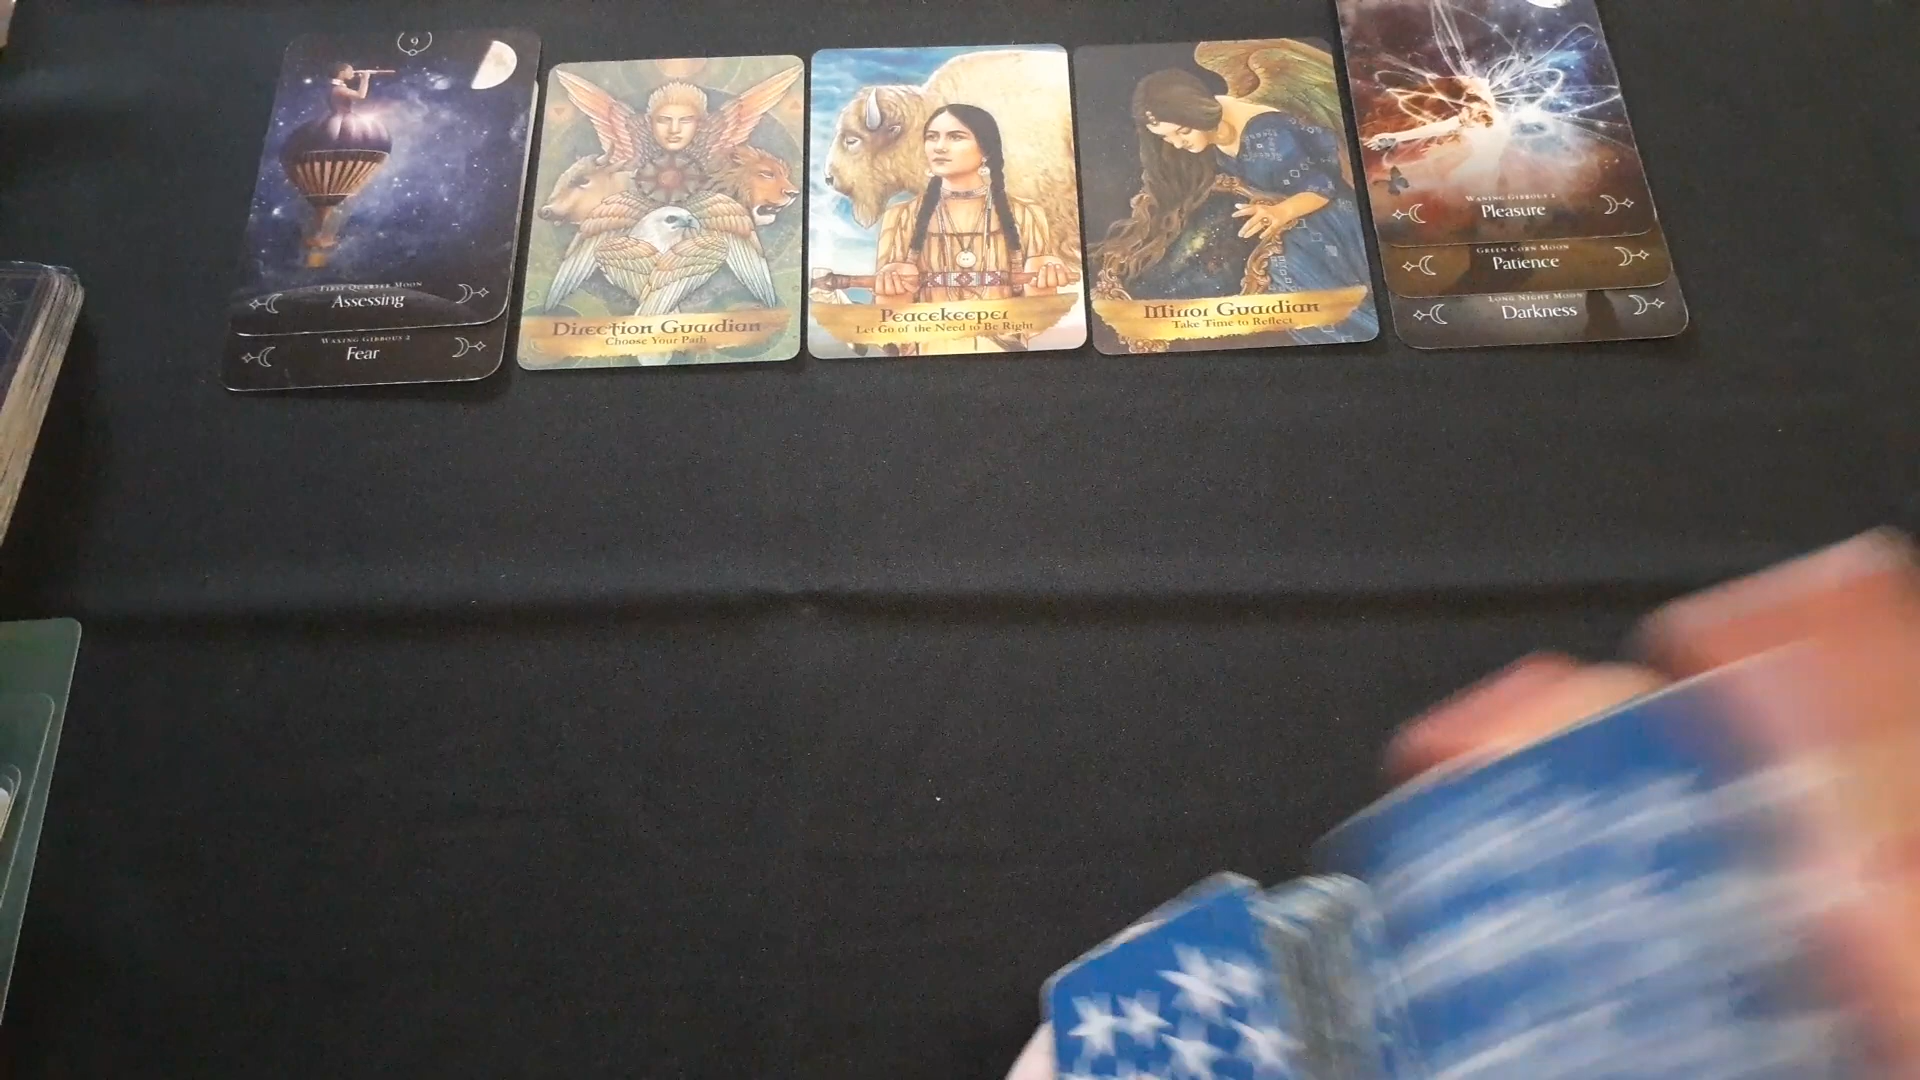 9
FIRST QUARTER MOON
Assessing
WAXING GIBBOUS 2
Fear
Direction Guardian
Choose Your Path
Peacekeeper
Let Go of the Need to Be Right
Mirror Guardian
Take Time to Reflect
WANING GIBBOUS 1
Pleasure
GREEN CORN MOON
Patience
LONG NIGHT MOON
Darkness